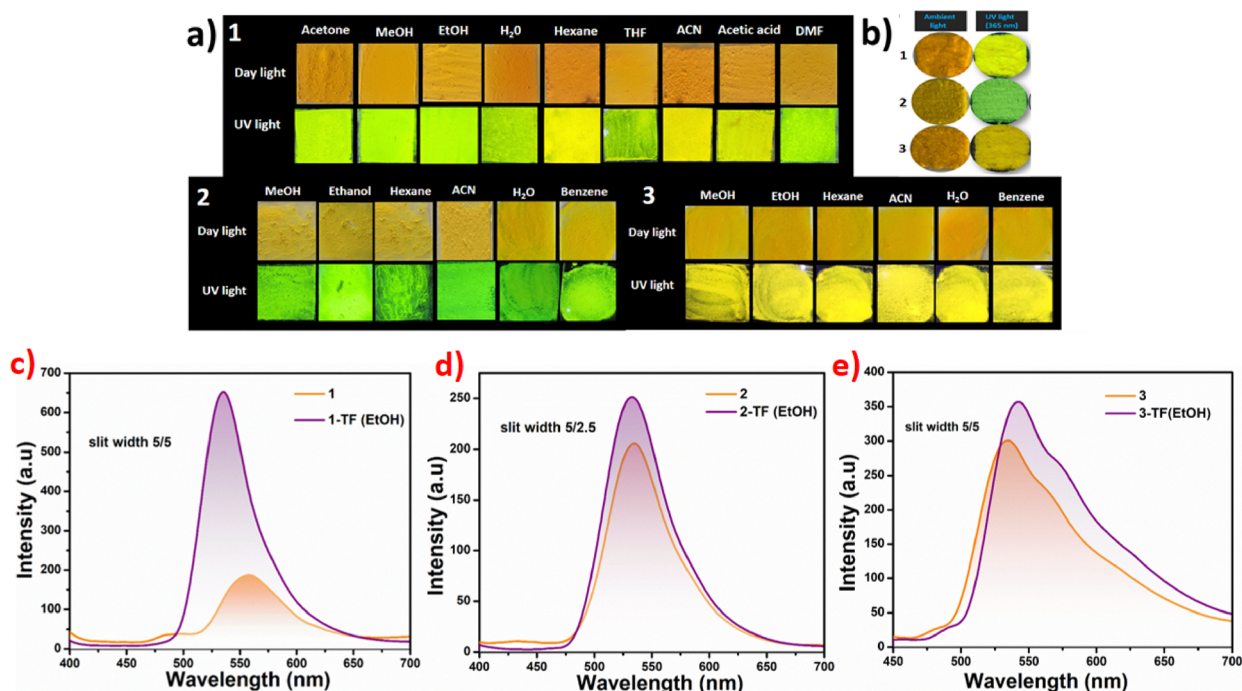 a)
1
Acetone MeOH EtOH H₂0 Hexane THF ACN Acetic acid DMF
Day light
UV light
b)
Ambient light
UV light (365 nm)
1
2
3
2
MeOH Ethanol Hexane ACN H₂O Benzene
Day light
UV light
3
MeOH EtOH Hexane ACN H₂O Benzene
Day light
UV light
c)
700
600
500
400
300
200
100
0
Intensity (a.u)
slit width 5/5
1
1-TF (EtOH)
400 450 500 550 600 650 700
Wavelength (nm)
d)
250
200
150
100
50
0
Intensity (a.u)
slit width 5/2.5
2
2-TF (EtOH)
400 450 500 550 600 650 700
Wavelength (nm)
e)
400
350
300
250
200
150
100
50
0
Intensity (a.u)
slit width 5/5
3
3-TF(EtOH)
450 500 550 600 650 700
Wavelength (nm)